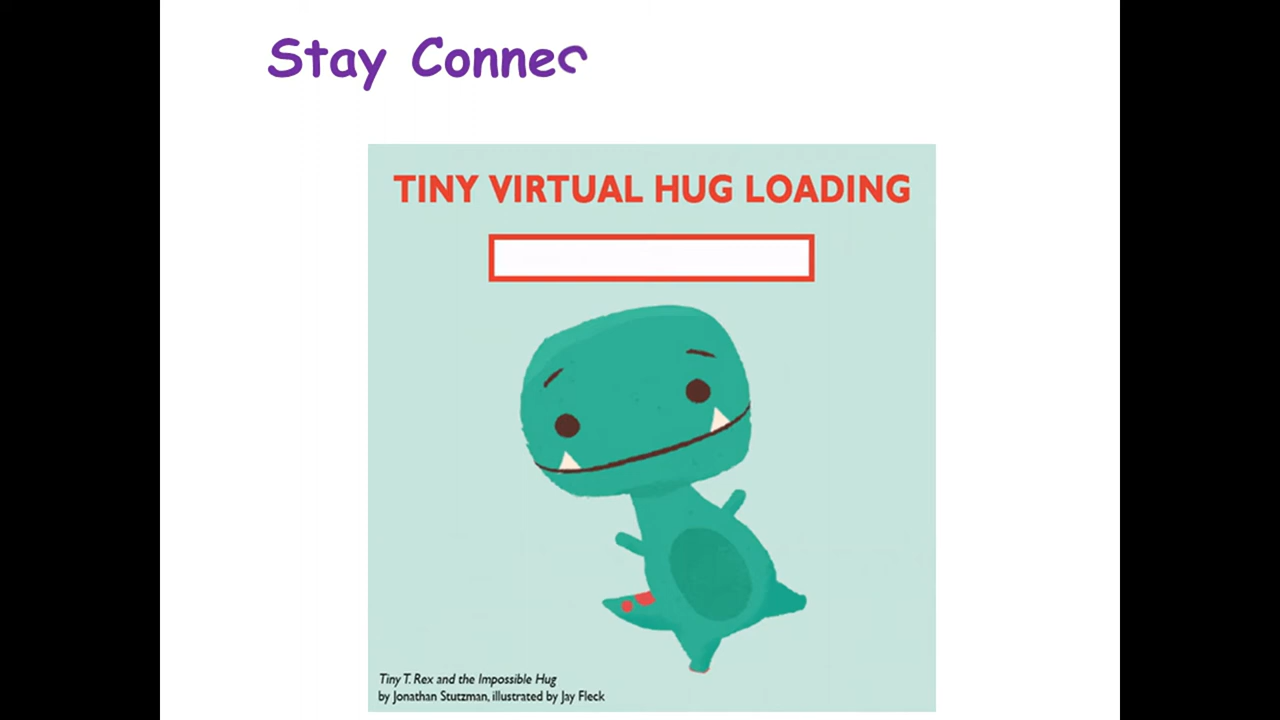 Stay Connec
TINY VIRTUAL HUG LOADING
Tiny T. Rex and the Impossible Hug
by Jonathan Stutzman, illustrated by Jay Fleck